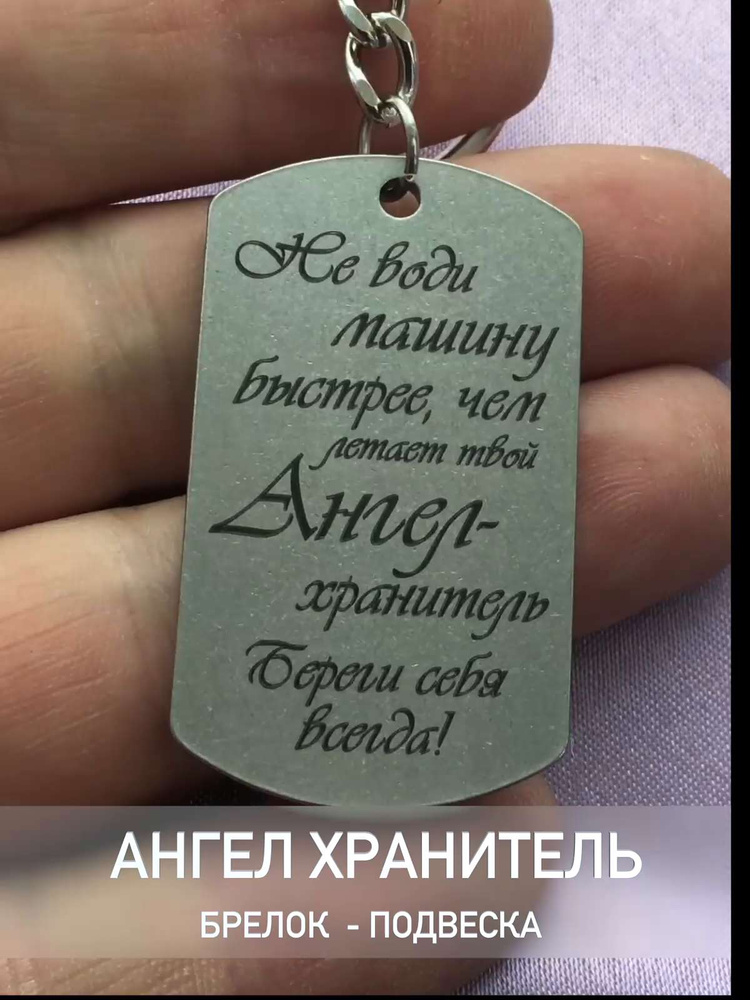 Не води
машину
быстрее, чем
летает твой
Ангел-
хранитель
Береги себя
всегда!
АНГЕЛ ХРАНИТЕЛЬ
БРЕЛОК - ПОДВЕСКА